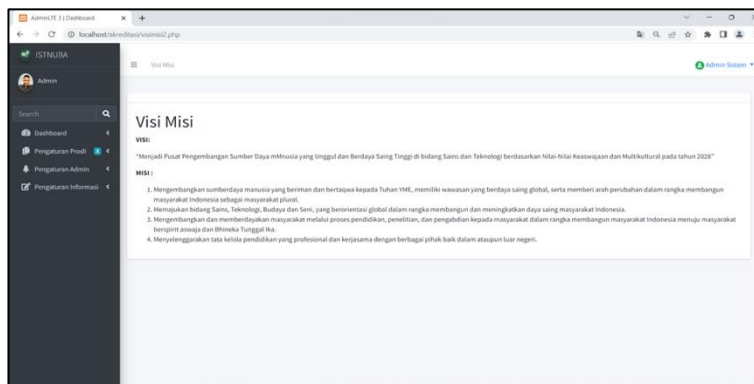 AdminLTE 3 | Dashboard
localhost/akreditasi/visimisi2.php
ISTNUBA
Visi Misi
Admin Sistem
Admin
Search
Dashboard
Pengaturan Prodi
Pengaturan Admin
Pengaturan Informasi
Visi Misi
VISI:
"Menjadi Pusat Pengembangan Sumber Daya mMnusia yang Unggul dan Berdaya Saing Tinggi di bidang Sains dan Teknologi berdasarkan Nilai-Nilai Keaswajaan dan Multikultural pada tahun 2028"
MISI :
1. Mengembangkan sumberdaya manusia yang beriman dan bertaqwa kepada Tuhan YME, memiliki wawasan yang berdaya saing global, serta memberi arah perubahan dalam rangka membangun
masyarakat Indonesia sebagai masyarakat plural.
2. Memajukan bidang Sains, Teknologi, Budaya dan Seni, yang berorientasi global dalam rangka membangun dan meningkatkan daya saing masyarakat Indonesia.
3. Mengembangkan dan memberdayakan masyarakat melalui proses pendidikan, penelitian, dan pengabdian kepada masyarakat dalam rangka membangun masyarakat Indonesia menuju masyarakat
berspirit aswaja dan Bhineka Tunggal Ika.
4. Menyelenggarakan tata kelola pendidikan yang profesional dan kerjasama dengan berbagai pihak baik dalam ataupun luar negeri.